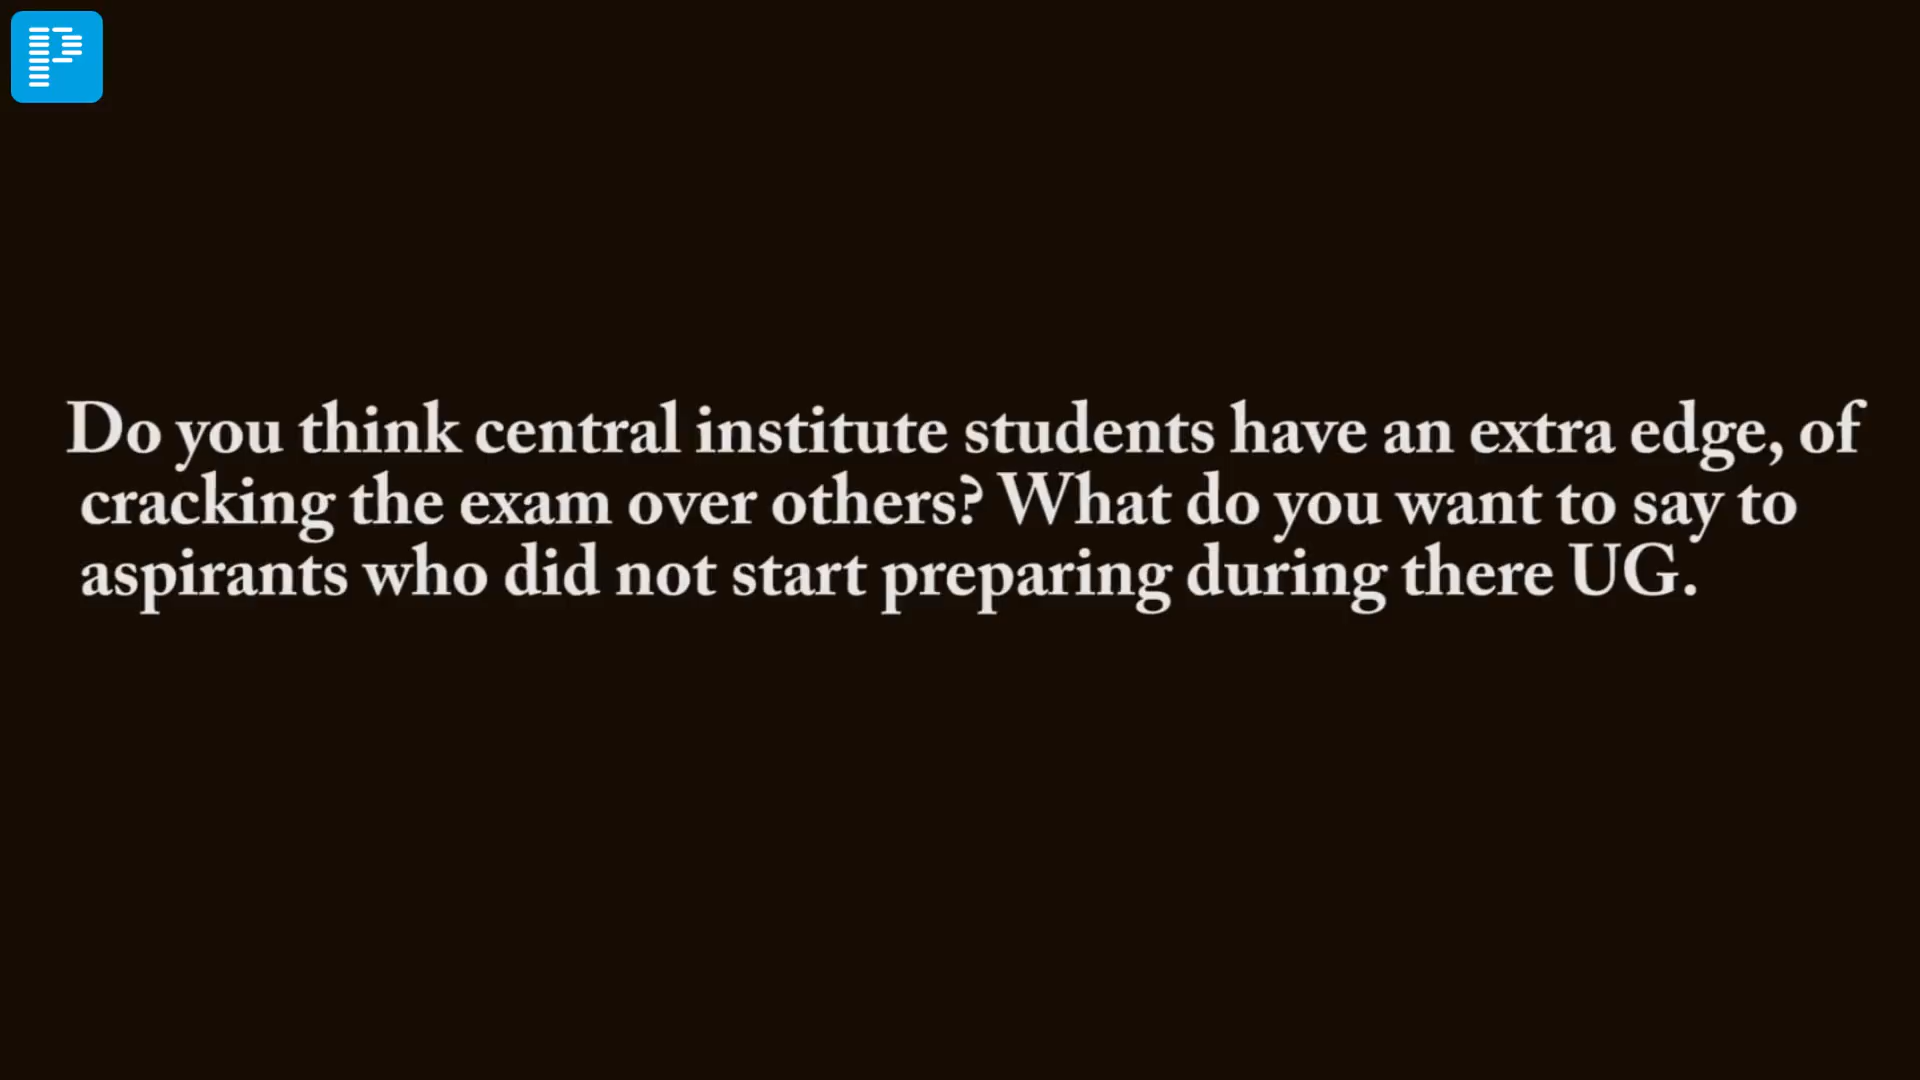 Do you think central institute students have an extra edge, of
cracking the exam over others? What do you want to say to
aspirants who did not start preparing during there UG.